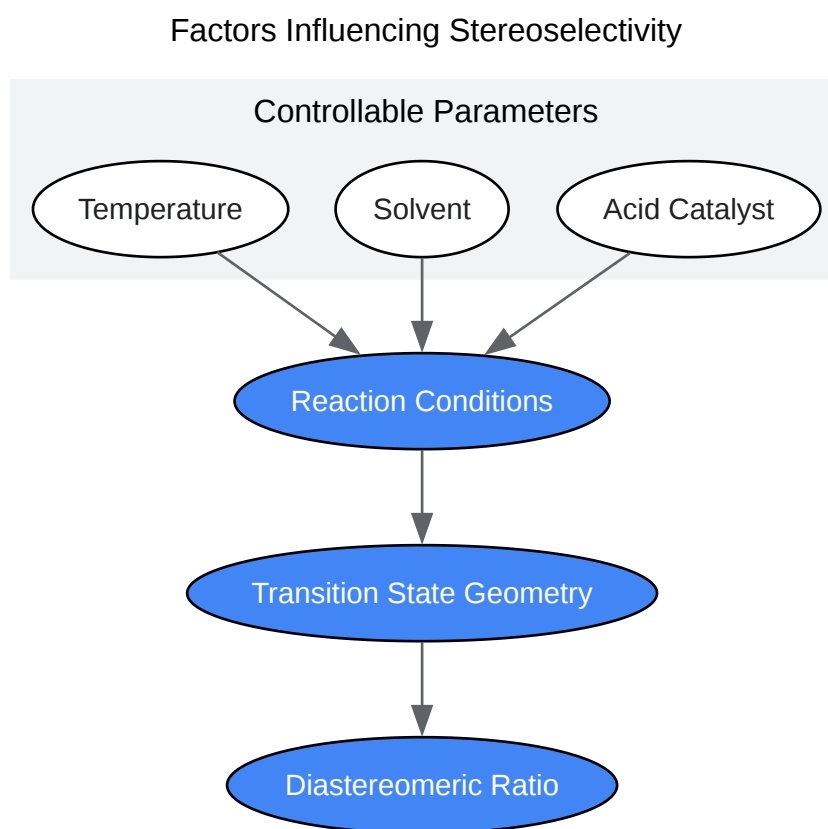 Factors Influencing Stereoselectivity
Controllable Parameters
Temperature
Solvent
Acid Catalyst
Reaction Conditions
Transition State Geometry
Diastereomeric Ratio